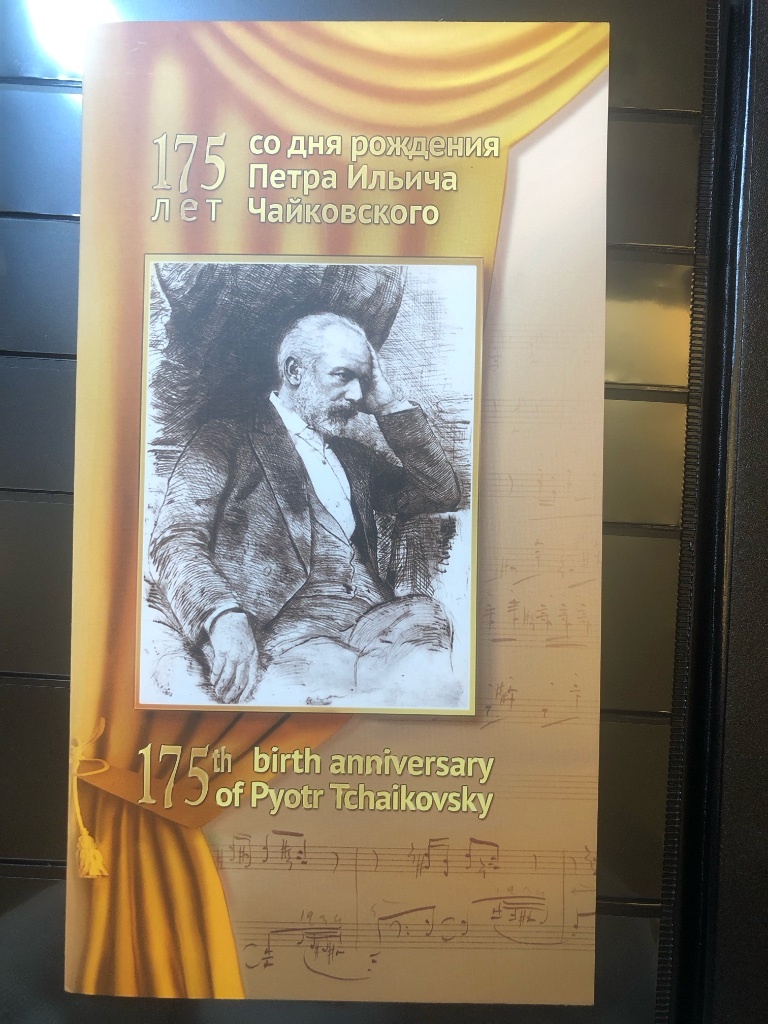 175 со дня рождения
лет Петра Ильича
Чайковского
175th birth anniversary
of Pyotr Tchaikovsky